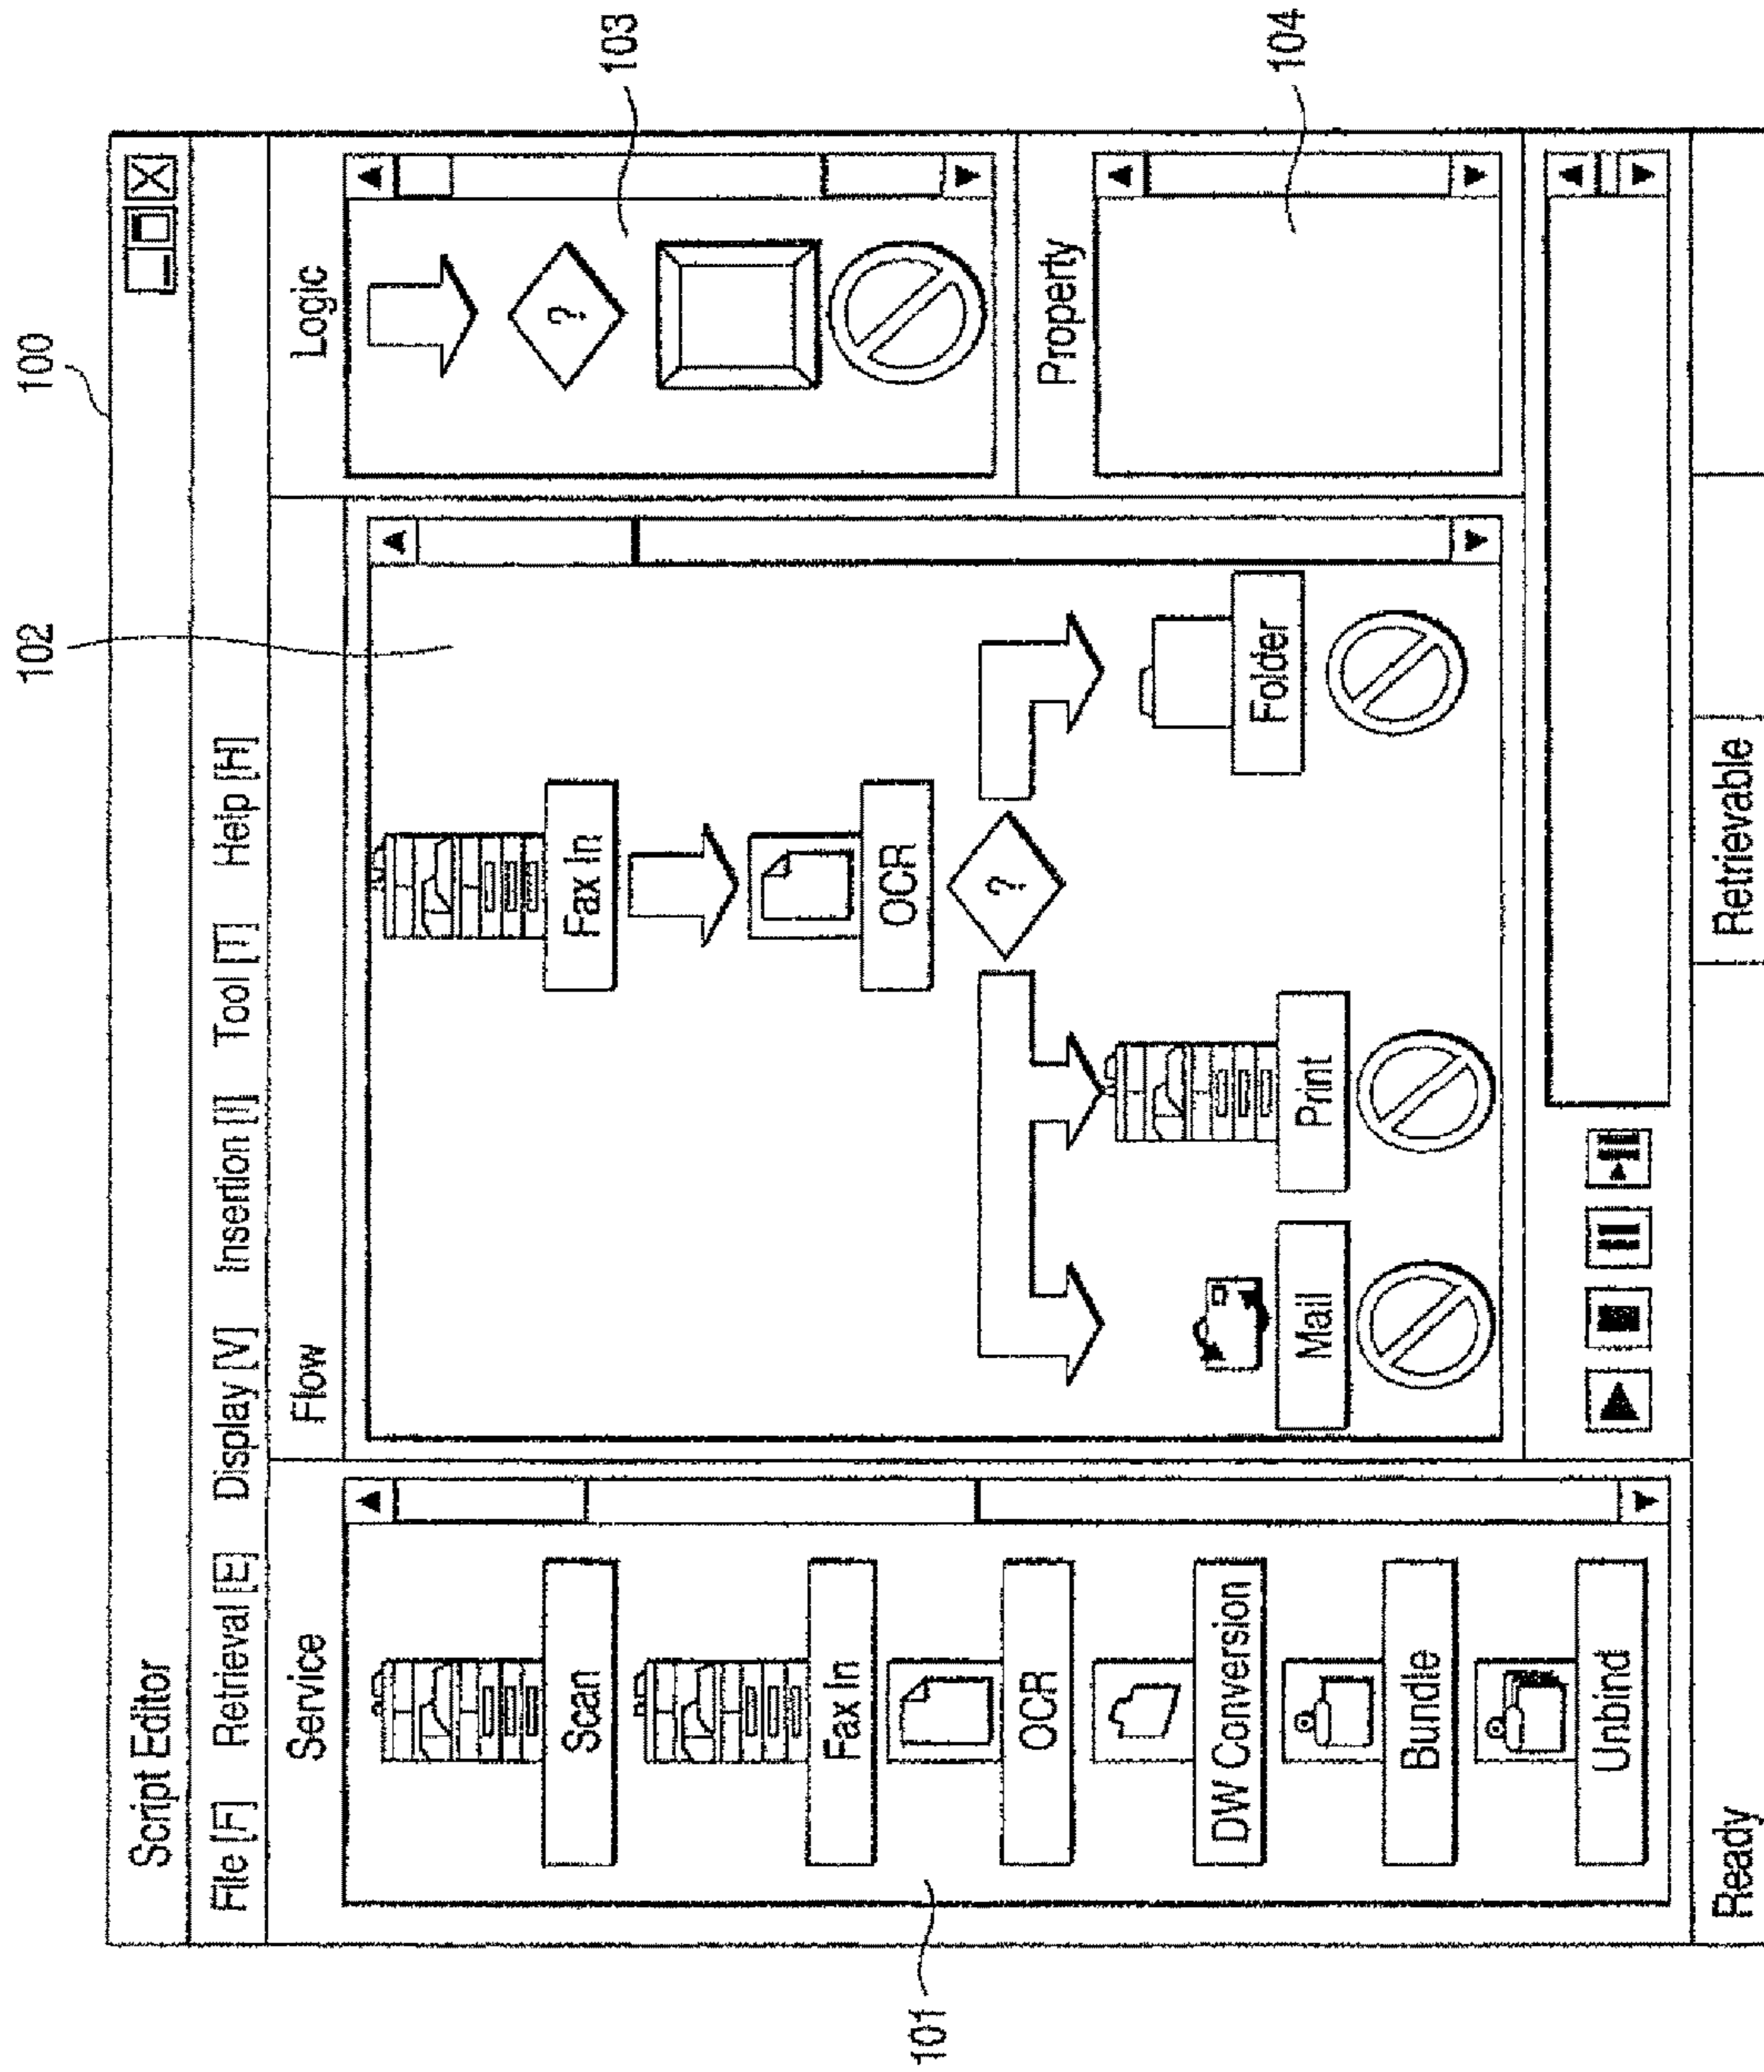 100
102
Script Editor
File [F] Retrieval [E] Display [V] Insertion [I] Tool [T] Help [H]
Service
Flow
Logic
Scan
Fax In
OCR
DW Conversion
Bundle
Unbind
Fax In
OCR
?
Mail
Print
Folder
?
Property
Ready
Retrievable
101
103
104